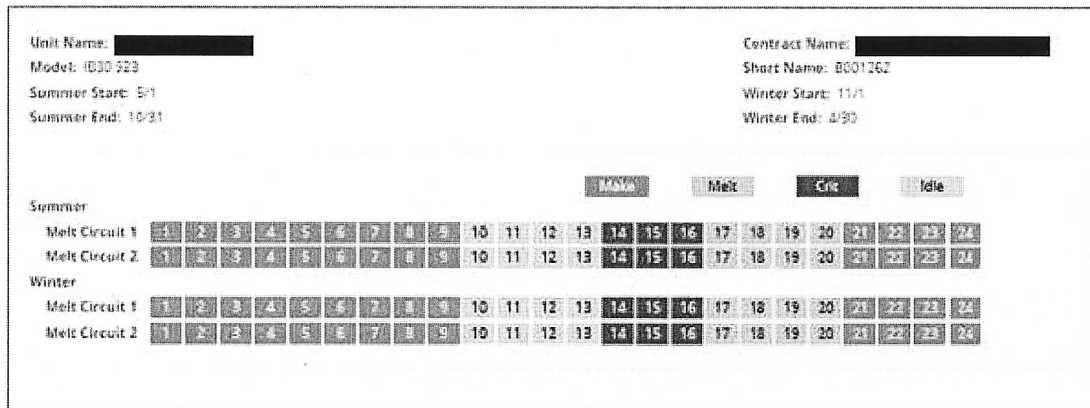 Unit Name:
Contract Name:
Model: IB30 523
Short Name: B001262
Summer Start: 5/1
Winter Start: 11/1
Summer End: 10/31
Winter End: 4/30
Make Melt Crit Idle
Summer
Melt Circuit 1 1 2 3 4 5 6 7 8 9 10 11 12 13 14 15 16 17 18 19 20 21 22 23 24
Melt Circuit 2 1 2 3 4 5 6 7 8 9 10 11 12 13 14 15 16 17 18 19 20 21 22 23 24
Winter
Melt Circuit 1 1 2 3 4 5 6 7 8 9 10 11 12 13 14 15 16 17 18 19 20 21 22 23 24
Melt Circuit 2 1 2 3 4 5 6 7 8 9 10 11 12 13 14 15 16 17 18 19 20 21 22 23 24